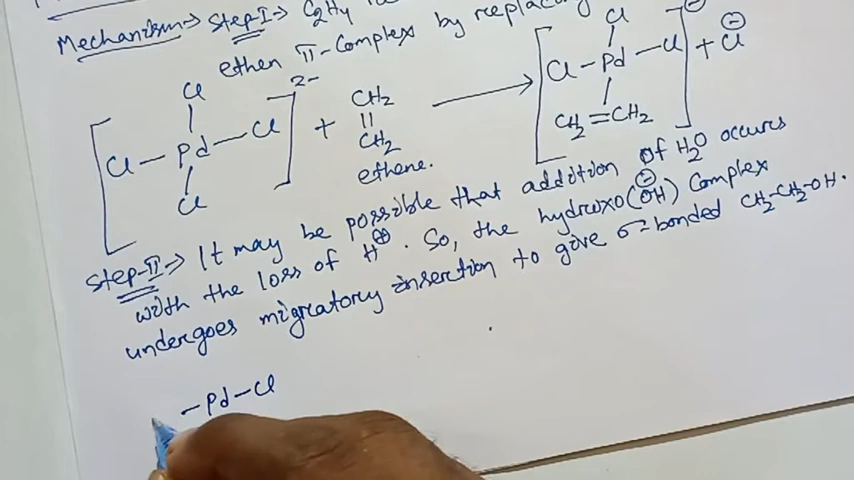 Mechanism → Step-I → C2H4
ethen π-Complex by replacing
[Cl-Pd(Cl)(Cl)-Cl]2- + CH2=CH2 → [Cl-Pd(Cl)(CH2=CH2)-Cl]⊖ + Cl⊖
ethene.
Step-II → It may be possible that addition of H2O occurs
with the loss of H⊕. So, the hydroxo(OH⊖) Complex
undergoes migratory insertion to give σ-bonded CH2-CH2-OH.
-Pd-Cl